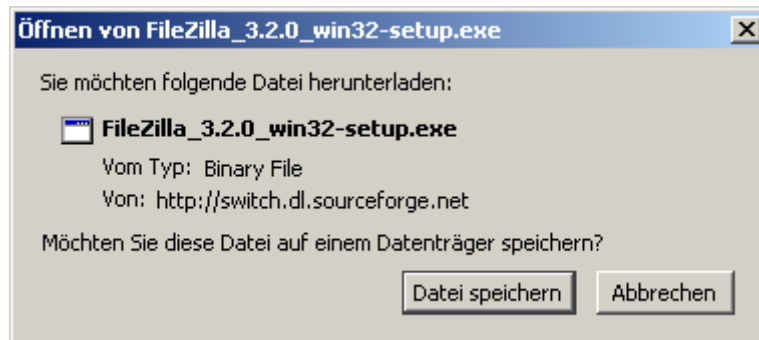 Öffnen von FileZilla_3.2.0_win32-setup.exe
Sie möchten folgende Datei herunterladen:
FileZilla_3.2.0_win32-setup.exe
Vom Typ: Binary File
Von: http://switch.dl.sourceforge.net
Möchten Sie diese Datei auf einem Datenträger speichern?
Datei speichern Abbrechen